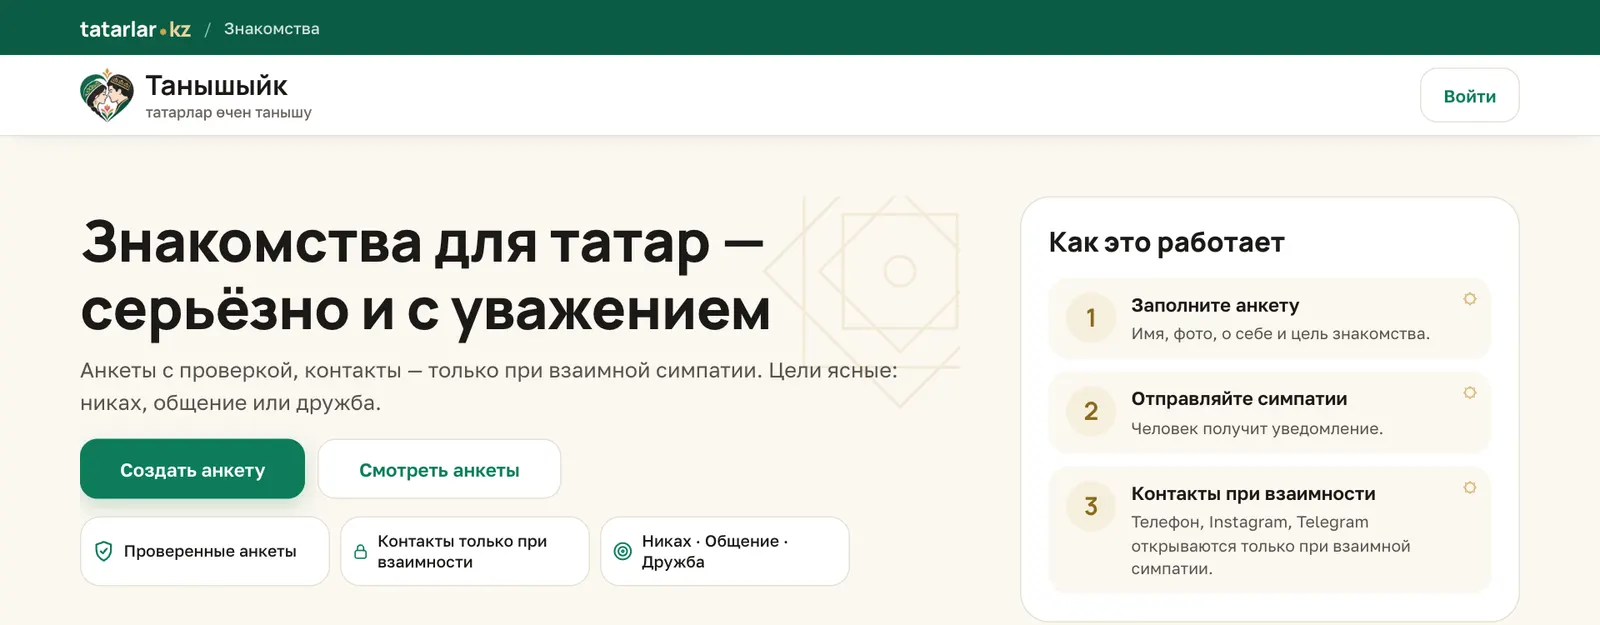 tatarlar•kz / Знакомства
Танышыйк
татарлар өчен танышу
Войти
Знакомства для татар —
серьёзно и с уважением
Анкеты с проверкой, контакты — только при взаимной симпатии. Цели ясные:
никах, общение или дружба.
Создать анкету
Смотреть анкеты
Проверенные анкеты
Контакты только при
взаимности
Никах · Общение ·
Дружба
Как это работает
1
Заполните анкету
Имя, фото, о себе и цель знакомства.
2
Отправляйте симпатии
Человек получит уведомление.
3
Контакты при взаимности
Телефон, Instagram, Telegram
открываются только при взаимной
симпатии.